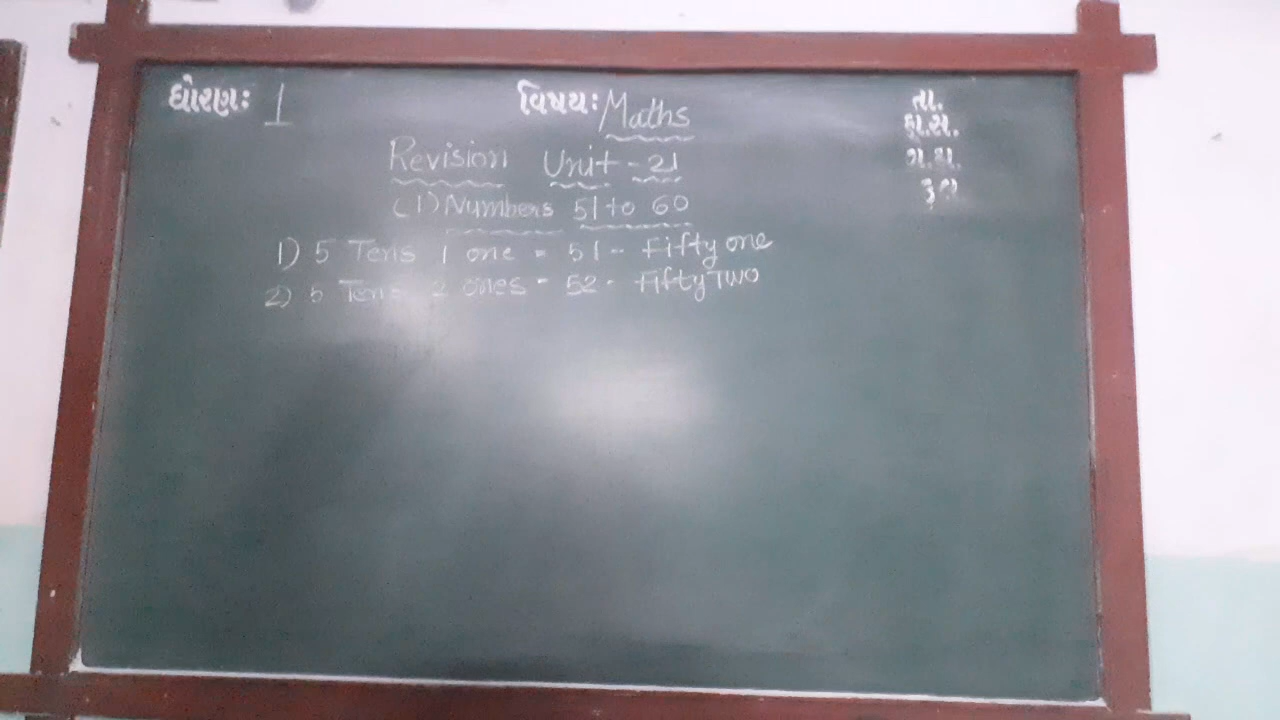 ધોરણઃ 1 વિષયઃ Maths
તા.
હા.સ.
ગ.હા.
કુલ
Revision Unit - 21
(1) Numbers 51 to 60
1) 5 Tens 1 one = 51 - Fifty one
2) 5 Tens 2 ones - 52 - Fifty Two